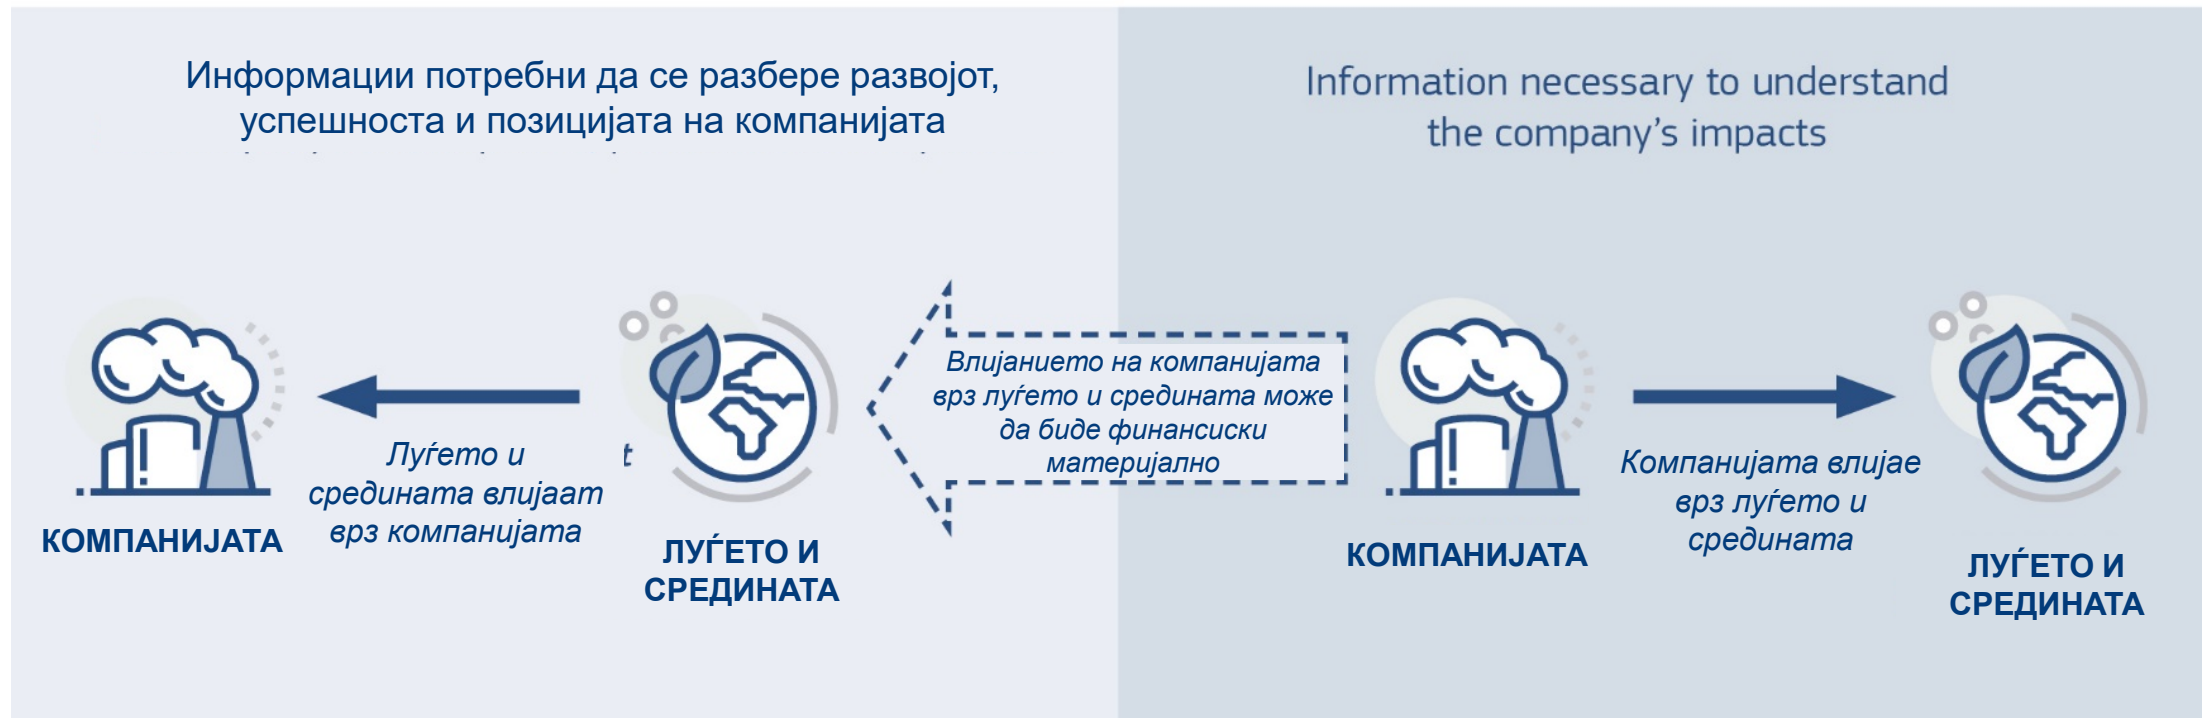 Информации потребни да се разбере развојот,
успешноста и позицијата на компанијата
Information necessary to understand
the company's impacts
Луѓето и
средината влијаат
врз компанијата
t
КОМПАНИЈАТА
ЛУЃЕТО И
СРЕДИНАТА
Влијанието на компанијата
врз луѓето и средината може
да биде финансиски
материјално
КОМПАНИЈАТА
Компанијата влијае
врз луѓето и
средината
ЛУЃЕТО И
СРЕДИНАТА